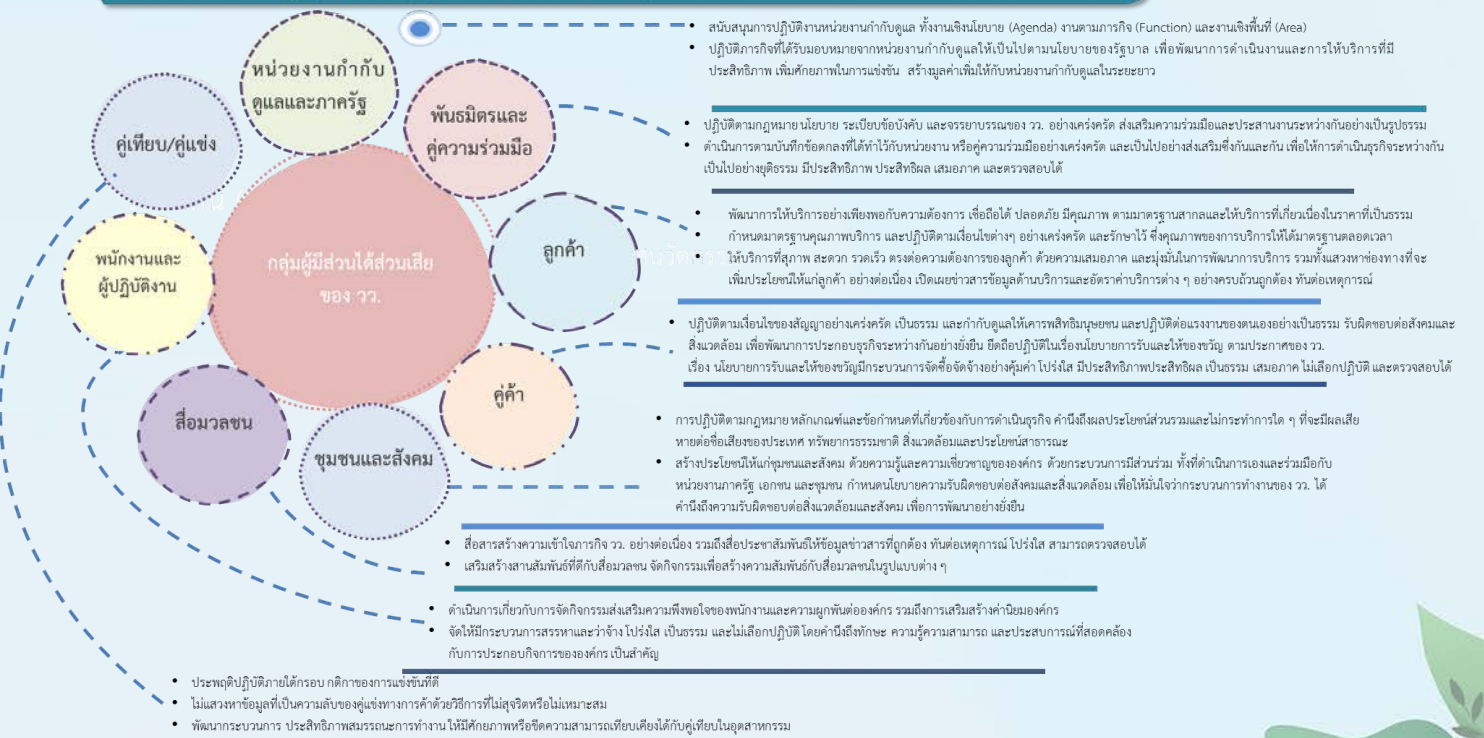 หน่วยงานกำกับ
ดูแลและภาครัฐ
พันธมิตรและ
คู่ความร่วมมือ
คู่เทียบ/คู่แข่ง
ลูกค้า
พนักงานและ
ผู้ปฏิบัติงาน
กลุ่มผู้มีส่วนได้ส่วนเสีย
ของ วว.
คู่ค้า
สื่อมวลชน
ชุมชนและสังคม
• สนับสนุนการปฏิบัติงานหน่วยงานกำกับดูแล ทั้งงานเชิงนโยบาย (Agenda) งานตามภารกิจ (Function) และงานเชิงพื้นที่ (Area)
• ปฏิบัติภารกิจที่ได้รับมอบหมายจากหน่วยงานกำกับดูแลให้เป็นไปตามนโยบายของรัฐบาล เพื่อพัฒนาการดำเนินงานและการให้บริการที่มี
ประสิทธิภาพ เพิ่มศักยภาพในการแข่งขัน สร้างมูลค่าเพิ่มให้กับหน่วยงานกำกับดูแลในระยะยาว
• ปฏิบัติตามกฎหมาย นโยบาย ระเบียบข้อบังคับ และจรรยาบรรณของ วว. อย่างเคร่งครัด ส่งเสริมความร่วมมือและประสานงานระหว่างกันอย่างเป็นรูปธรรม
• ดำเนินการตามบันทึกข้อตกลงที่ได้ทำไว้กับหน่วยงาน หรือคู่ความร่วมมืออย่างเคร่งครัด และเป็นไปอย่างส่งเสริมซึ่งกันและกัน เพื่อให้การดำเนินธุรกิจระหว่างกัน
เป็นไปอย่างยุติธรรม มีประสิทธิภาพ ประสิทธิผล เสมอภาค และตรวจสอบได้
• พัฒนาการให้บริการอย่างเพียงพอกับความต้องการ เชื่อถือได้ ปลอดภัย มีคุณภาพ ตามมาตรฐานสากลและให้บริการที่เกี่ยวเนื่องในราคาที่เป็นธรรม
• กำหนดมาตรฐานคุณภาพบริการ และปฏิบัติตามเงื่อนไขต่างๆ อย่างเคร่งครัด และรักษาไว้ ซึ่งคุณภาพของการบริการให้ได้มาตรฐานตลอดเวลา
• ให้บริการที่สุภาพ สะดวก รวดเร็ว ตรงต่อความต้องการของลูกค้า ด้วยความเสมอภาค และมุ่งมั่นในการพัฒนาการบริการ รวมทั้งแสวงหาช่องทางที่จะ
เพิ่มประโยชน์ให้แก่ลูกค้า อย่างต่อเนื่อง เปิดเผยข่าวสารข้อมูลด้านบริการและอัตราค่าบริการต่าง ๆ อย่างครบถ้วนถูกต้อง ทันต่อเหตุการณ์
• ปฏิบัติตามเงื่อนไขของสัญญาอย่างเคร่งครัด เป็นธรรม และกำกับดูแลให้เคารพสิทธิมนุษยชน และปฏิบัติต่อแรงงานของตนเองอย่างเป็นธรรม รับผิดชอบต่อสังคมและ
สิ่งแวดล้อม เพื่อพัฒนาการประกอบธุรกิจระหว่างกันอย่างยั่งยืน ยึดถือปฏิบัติในเรื่องนโยบายการรับและให้ของขวัญ ตามประกาศของ วว.
เรื่อง นโยบายการรับและให้ของขวัญมีกระบวนการจัดซื้อจัดจ้างอย่างคุ้มค่า โปร่งใส มีประสิทธิภาพประสิทธิผล เป็นธรรม เสมอภาค ไม่เลือกปฏิบัติ และตรวจสอบได้
• การปฏิบัติตามกฎหมาย หลักเกณฑ์และข้อกำหนดที่เกี่ยวข้องกับการดำเนินธุรกิจ คำนึงถึงผลประโยชน์ส่วนรวมและไม่กระทำการใด ๆ ที่จะมีผลเสีย
หายต่อชื่อเสียงของประเทศ ทรัพยากรธรรมชาติ สิ่งแวดล้อมและประโยชน์สาธารณะ
• สร้างประโยชน์ให้แก่ชุมชนและสังคม ด้วยความรู้และความเชี่ยวชาญขององค์กร ด้วยกระบวนการมีส่วนร่วม ทั้งที่ดำเนินการเองและร่วมมือกับ
หน่วยงานภาครัฐ เอกชน และชุมชน กำหนดนโยบายความรับผิดชอบต่อสังคมและสิ่งแวดล้อม เพื่อให้มั่นใจว่ากระบวนการทำงานของ วว. ได้
คำนึงถึงความรับผิดชอบต่อสิ่งแวดล้อมและสังคม เพื่อการพัฒนาอย่างยั่งยืน
• สื่อสารสร้างความเข้าใจภารกิจ วว. อย่างต่อเนื่อง รวมถึงสื่อประชาสัมพันธ์ให้ข้อมูลข่าวสารที่ถูกต้อง ทันต่อเหตุการณ์ โปร่งใส สามารถตรวจสอบได้
• เสริมสร้างสานสัมพันธ์ที่ดีกับสื่อมวลชน จัดกิจกรรมเพื่อสร้างความสัมพันธ์กับสื่อมวลชนในรูปแบบต่าง ๆ
• ดำเนินการเกี่ยวกับการจัดกิจกรรมส่งเสริมความพึงพอใจของพนักงานและความผูกพันต่อองค์กร รวมถึงการเสริมสร้างค่านิยมองค์กร
• จัดให้มีกระบวนการสรรหาและว่าจ้าง โปร่งใส เป็นธรรม และไม่เลือกปฏิบัติ โดยคำนึงถึงทักษะ ความรู้ความสามารถ และประสบการณ์ที่สอดคล้อง
กับการประกอบกิจการขององค์กร เป็นสำคัญ
• ประพฤติปฏิบัติภายใต้กรอบ กติกาของการแข่งขันที่ดี
• ไม่แสวงหาข้อมูลที่เป็นความลับของคู่แข่งทางการค้าด้วยวิธีการที่ไม่สุจริตหรือไม่เหมาะสม
• พัฒนากระบวนการ ประสิทธิภาพสมรรถนะการทำงาน ให้มีศักยภาพหรือขีดความสามารถเทียบเคียงได้กับคู่เทียบในอุตสาหกรรม